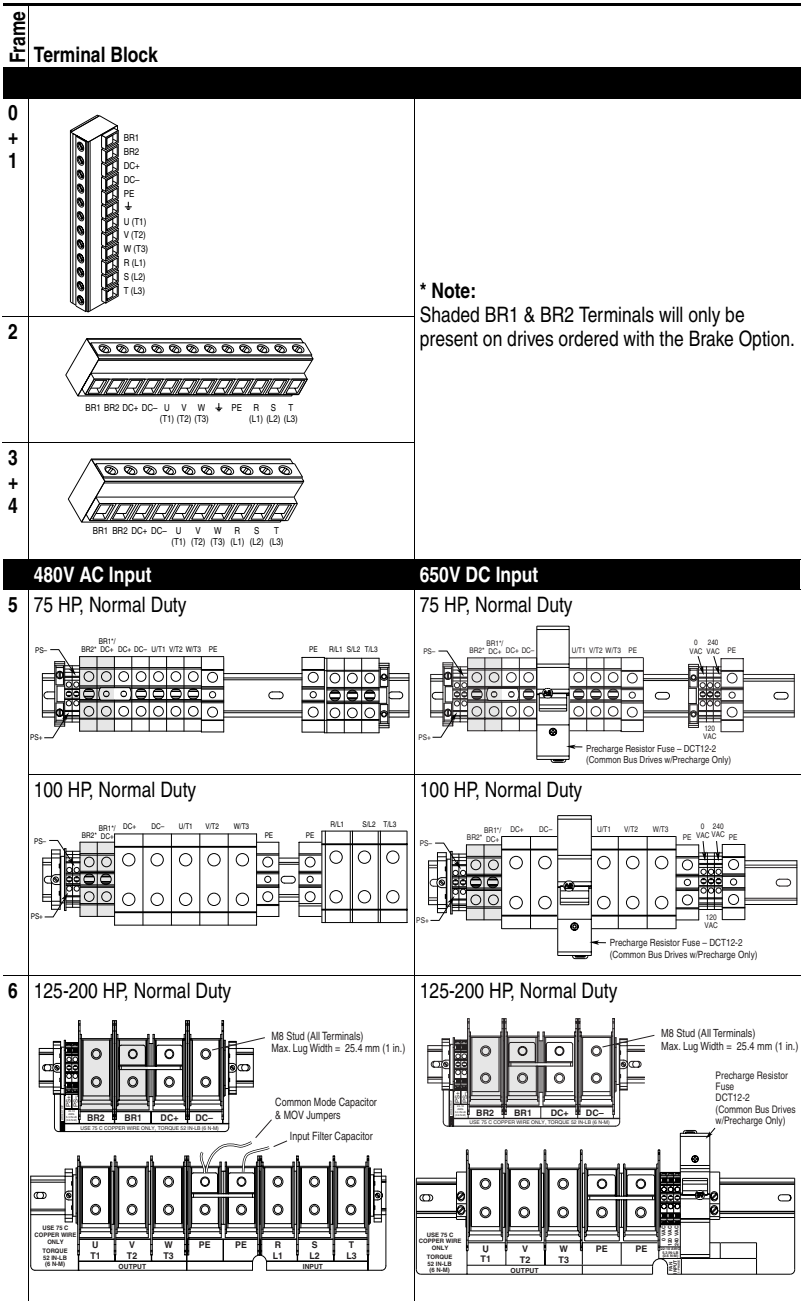 Frame
Terminal Block
0
+
1
BR1
BR2
DC+
DC–
PE
⏚
U (T1)
V (T2)
W (T3)
R (L1)
S (L2)
T (L3)
* Note:
Shaded BR1 & BR2 Terminals will only be
present on drives ordered with the Brake Option.
2
BR1 BR2 DC+ DC– U V W ⏚ PE R S T
(T1) (T2) (T3) (L1) (L2) (L3)
3
+
4
BR1 BR2 DC+ DC– U V W R S T
(T1) (T2) (T3) (L1) (L2) (L3)
480V AC Input
650V DC Input
5
75 HP, Normal Duty
PS–
BR1*/
BR2* DC+ DC+ DC– U/T1 V/T2 W/T3 PE
PE R/L1 S/L2 T/L3
PS+
75 HP, Normal Duty
PS–
BR1*/
BR2* DC+ DC+ DC–
U/T1 V/T2 W/T3 PE
0 240
VAC VAC PE
120
VAC
PS+
Precharge Resistor Fuse – DCT12-2
(Common Bus Drives w/Precharge Only)
100 HP, Normal Duty
PS–
BR1*/
BR2* DC+
DC+ DC– U/T1 V/T2 W/T3
PE
PE
R/L1 S/L2 T/L3
PS+
100 HP, Normal Duty
PS–
BR1*/
BR2* DC+
DC+ DC–
U/T1 V/T2 W/T3
0 240
PE VAC VAC PE
120
VAC
PS+
Precharge Resistor Fuse – DCT12-2
(Common Bus Drives w/Precharge Only)
6
125-200 HP, Normal Duty
M8 Stud (All Terminals)
Max. Lug Width = 25.4 mm (1 in.)
BR2 BR1 DC+ DC–
USE 75 C COPPER WIRE ONLY, TORQUE 52 IN-LB (6 N-M)
Common Mode Capacitor
& MOV Jumpers
Input Filter Capacitor
USE 75 C
COPPER WIRE
ONLY
TORQUE
52 IN-LB
(6 N-M)
U V W PE PE R S T
T1 T2 T3 L1 L2 L3
OUTPUT INPUT
125-200 HP, Normal Duty
M8 Stud (All Terminals)
Max. Lug Width = 25.4 mm (1 in.)
Precharge Resistor
Fuse
DCT12-2
(Common Bus Drives
w/Precharge Only)
BR2 BR1 DC+ DC–
USE 75 C COPPER WIRE ONLY, TORQUE 52 IN-LB (6 N-M)
USE 75 C
COPPER WIRE
ONLY
TORQUE
52 IN-LB
(6 N-M)
U V W PE PE
T1 T2 T3
OUTPUT
0 VAC
120 VAC
240 VAC